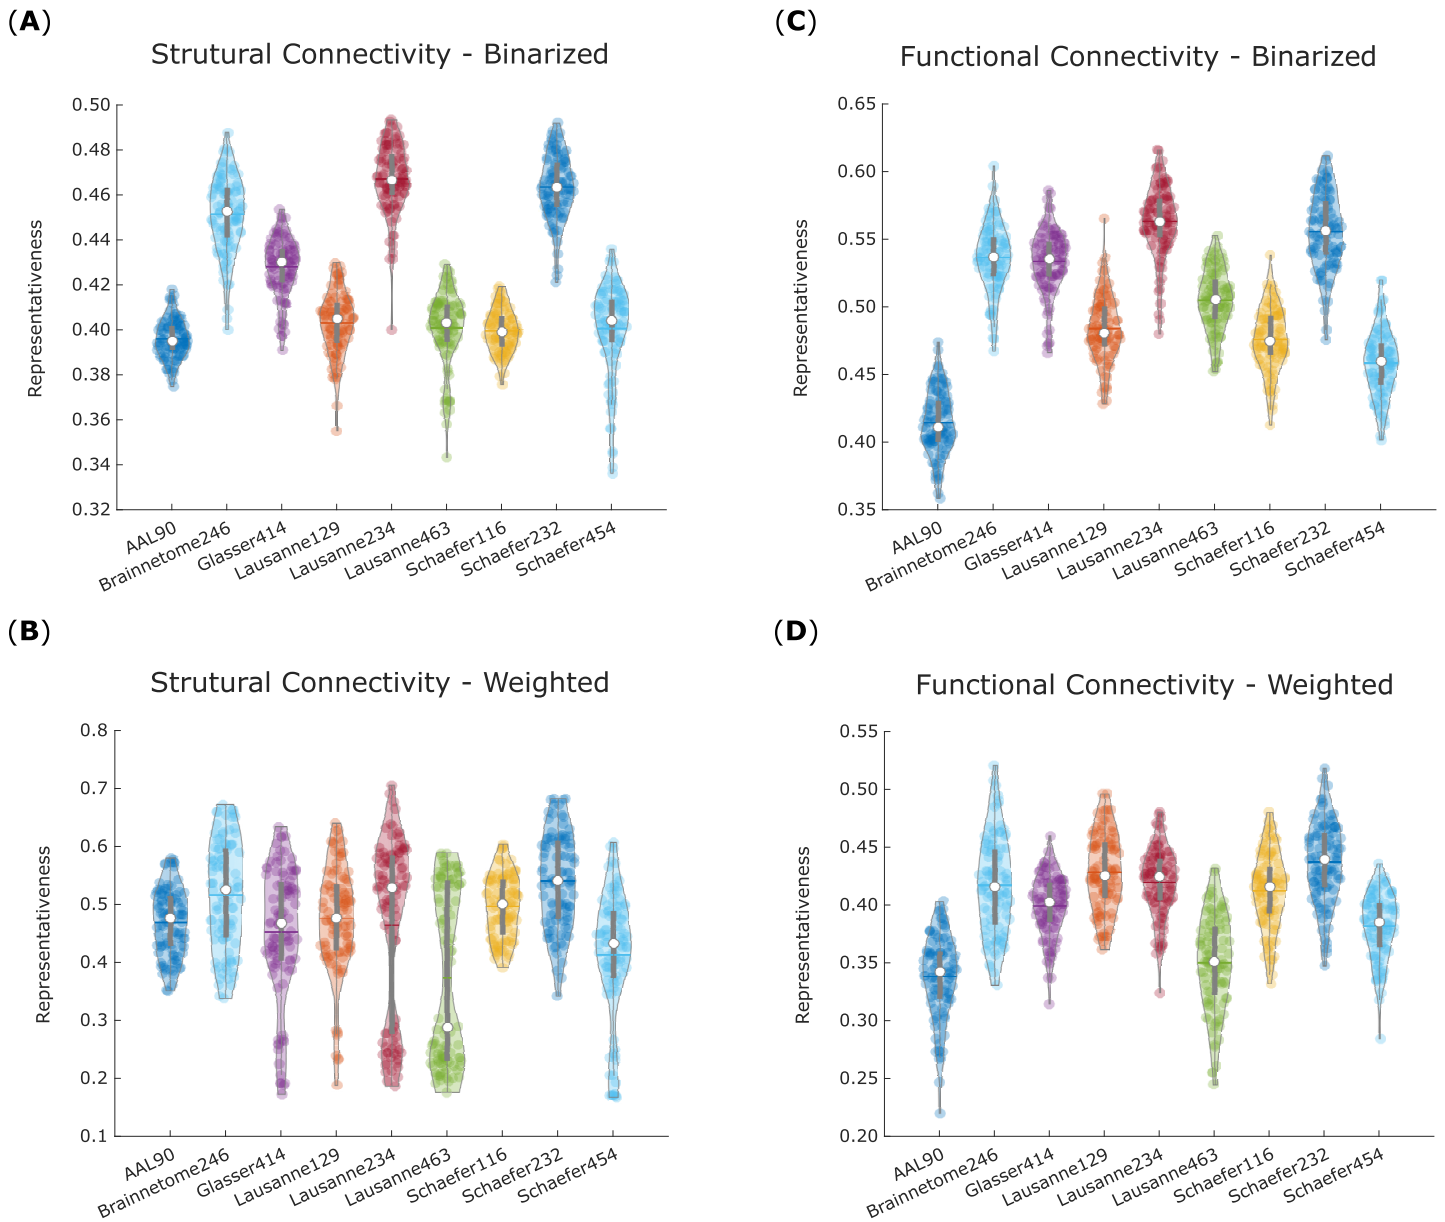 (A)
Strutural Connectivity - Binarized
Representativeness
0.50
0.48
0.46
0.44
0.42
0.40
0.38
0.36
0.34
0.32
AAL90
Brainnetome246
Glasser414
Lausanne129
Lausanne234
Lausanne463
Schaefer116
Schaefer232
Schaefer454
(C)
Functional Connectivity - Binarized
Representativeness
0.65
0.60
0.55
0.50
0.45
0.40
0.35
AAL90
Brainnetome246
Glasser414
Lausanne129
Lausanne234
Lausanne463
Schaefer116
Schaefer232
Schaefer454
(B)
Strutural Connectivity - Weighted
Representativeness
0.8
0.7
0.6
0.5
0.4
0.3
0.2
0.1
AAL90
Brainnetome246
Glasser414
Lausanne129
Lausanne234
Lausanne463
Schaefer116
Schaefer232
Schaefer454
(D)
Functional Connectivity - Weighted
Representativeness
0.55
0.50
0.45
0.40
0.35
0.30
0.25
0.20
AAL90
Brainnetome246
Glasser414
Lausanne129
Lausanne234
Lausanne463
Schaefer116
Schaefer232
Schaefer454